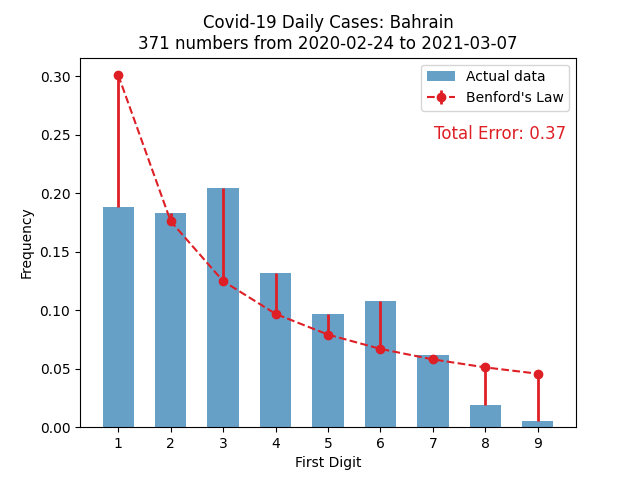 Covid-19 Daily Cases: Bahrain
371 numbers from 2020-02-24 to 2021-03-07
Actual data
Benford's Law
Total Error: 0.37
Frequency
0.30
0.25
0.20
0.15
0.10
0.05
0.00
1 2 3 4 5 6 7 8 9
First Digit